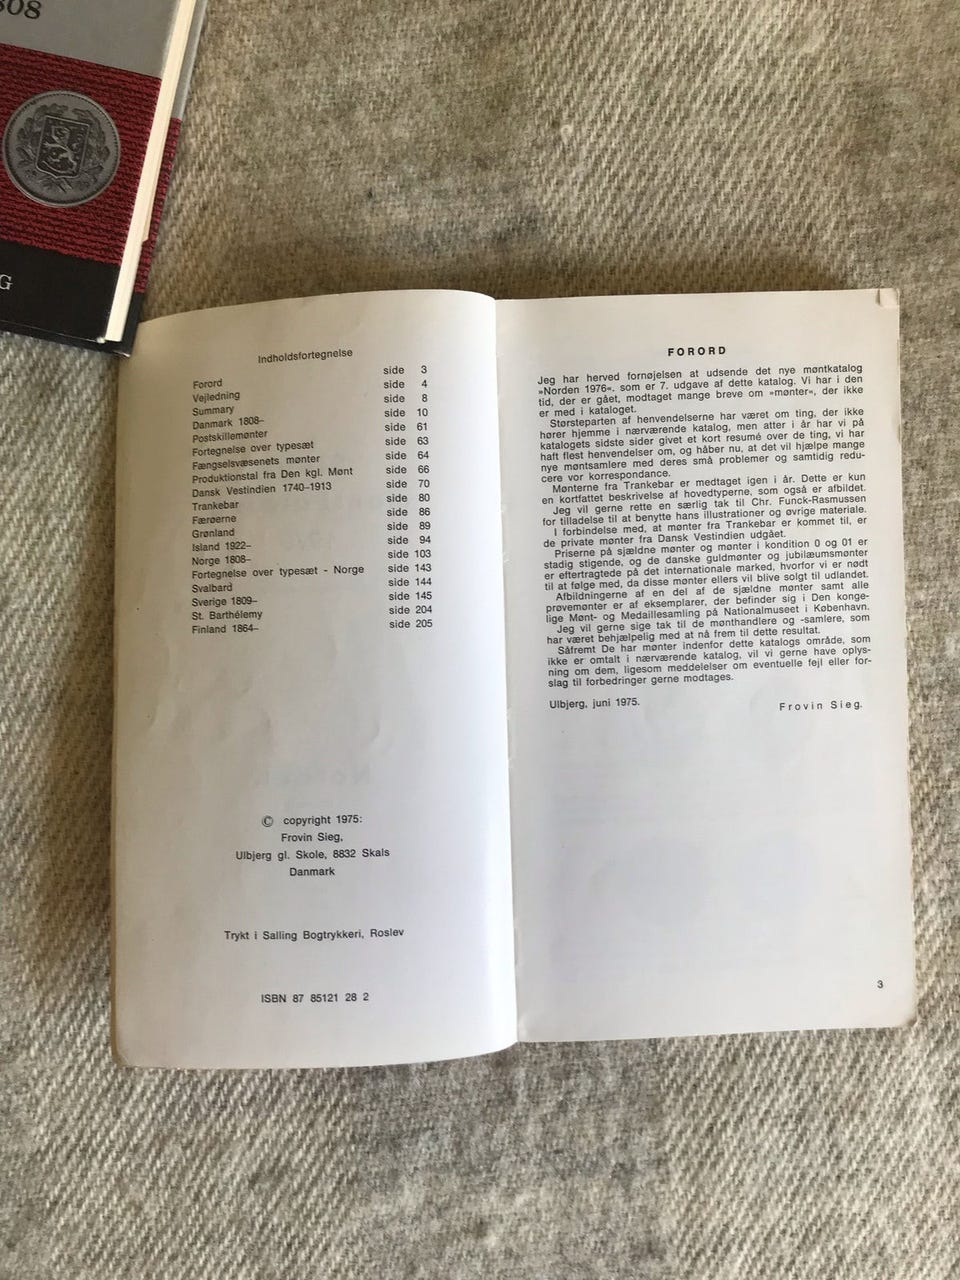 808
G
Indholdsfortegnelse
Forord side 3
Vejledning side 4
Summary side 8
Danmark 1808– side 10
Postskillemønter side 61
Fortegnelse over typesæt side 63
Fængselsvæsenets mønter side 64
Produktionstal fra Den kgl. Mønt side 66
Dansk Vestindien 1740–1913 side 70
Trankebar side 80
Færøerne side 86
Grønland side 89
Island 1922– side 94
Norge 1808– side 103
Fortegnelse over typesæt - Norge side 143
Svalbard side 144
Sverige 1809– side 145
St. Barthélemy side 204
Finland 1864– side 205
© copyright 1975:
Frovin Sieg,
Ulbjerg gl. Skole, 8832 Skals
Danmark
Trykt i Salling Bogtrykkeri, Roslev
ISBN 87 85121 28 2
FORORD
Jeg har herved fornøjelsen at udsende det nye møntkatalog
»Norden 1976«. som er 7. udgave af dette katalog. Vi har i den
tid, der er gået, modtaget mange breve om »mønter«, der ikke
er med i kataloget.
Størsteparten af henvendelserne har været om ting, der ikke
hører hjemme i nærværende katalog, men atter i år har vi på
katalogets sidste sider givet et kort resumé over de ting, vi har
haft flest henvendelser om, og håber nu, at det vil hjælpe mange
nye møntsamlere med deres små problemer og samtidig redu-
cere vor korrespondance.
Mønterne fra Trankebar er medtaget igen i år. Dette er kun
en kortfattet beskrivelse af hovedtyperne, som også er afbildet.
Jeg vil gerne rette en særlig tak til Chr. Funck-Rasmussen
for tilladelse til at benytte hans illustrationer og øvrige materiale.
I forbindelse med, at mønter fra Trankebar er kommet til, er
de private mønter fra Dansk Vestindien udgået.
Priserne på sjældne mønter og mønter i kondition 0 og 01 er
stadig stigende, og de danske guldmønter og jubilæumsmønter
er eftertragtede på det internationale marked, hvorfor vi er nødt
til at følge med, da disse mønter ellers vil blive solgt til udlandet.
Afbildningerne af en del af de sjældne mønter samt alle
prøvemønter er af eksemplarer, der befinder sig i Den konge-
lige Mønt- og Medaillesamling på Nationalmuseet i København.
Jeg vil gerne sige tak til de mønthandlere og -samlere, som
har været behjælpelig med at nå frem til dette resultat.
Såfremt De har mønter indenfor dette katalogs område, som
ikke er omtalt i nærværende katalog, vil vi gerne have oplys-
ning om dem, ligesom meddelelser om eventuelle fejl eller for-
slag til forbedringer gerne modtages.
Ulbjerg, juni 1975. Frovin Sieg.
3